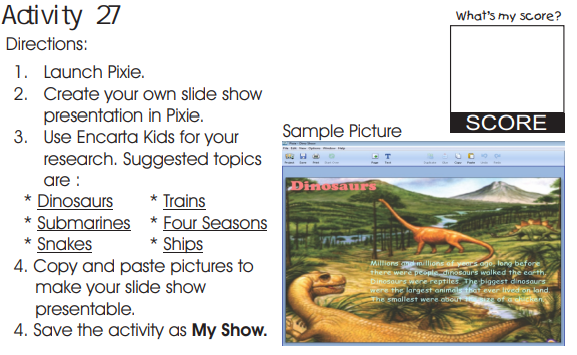 Activity 27
What's my score?
SCORE
Directions:
1. Launch Pixie.
2. Create your own slide show
presentation in Pixie.
3. Use Encarta Kids for your
research. Suggested topics
are :
* Dinosaurs * Trains
* Submarines * Four Seasons
* Snakes * Ships
4. Copy and paste pictures to
make your slide show
presentable.
4. Save the activity as My Show.
Sample Picture
Dinosaurs
Millions and millions of years ago, long before
there were people, dinosaurs walked the earth.
Dinosaurs were reptiles. The biggest dinosaurs
were the largest animals that ever lived on land.
The smallest were about the size of a chicken.